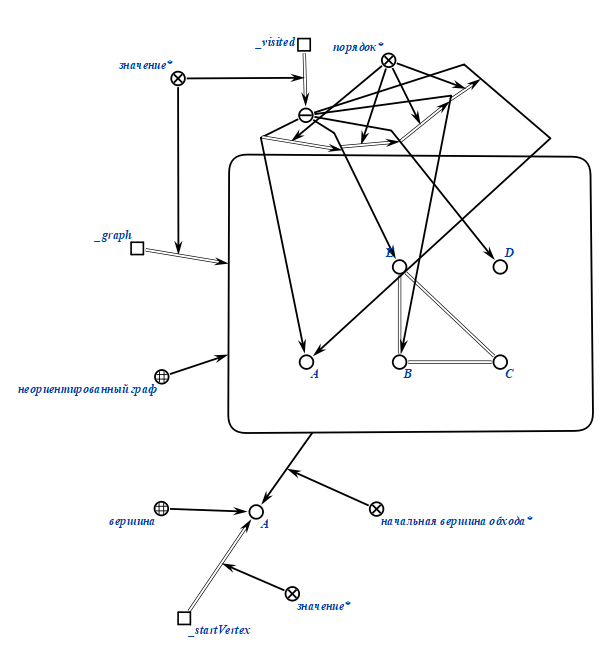 _visited
порядок*
значение*
_graph
E
D
A
B
C
неориентированный граф
вершина
A
начальная вершина обхода*
значение*
_startVertex